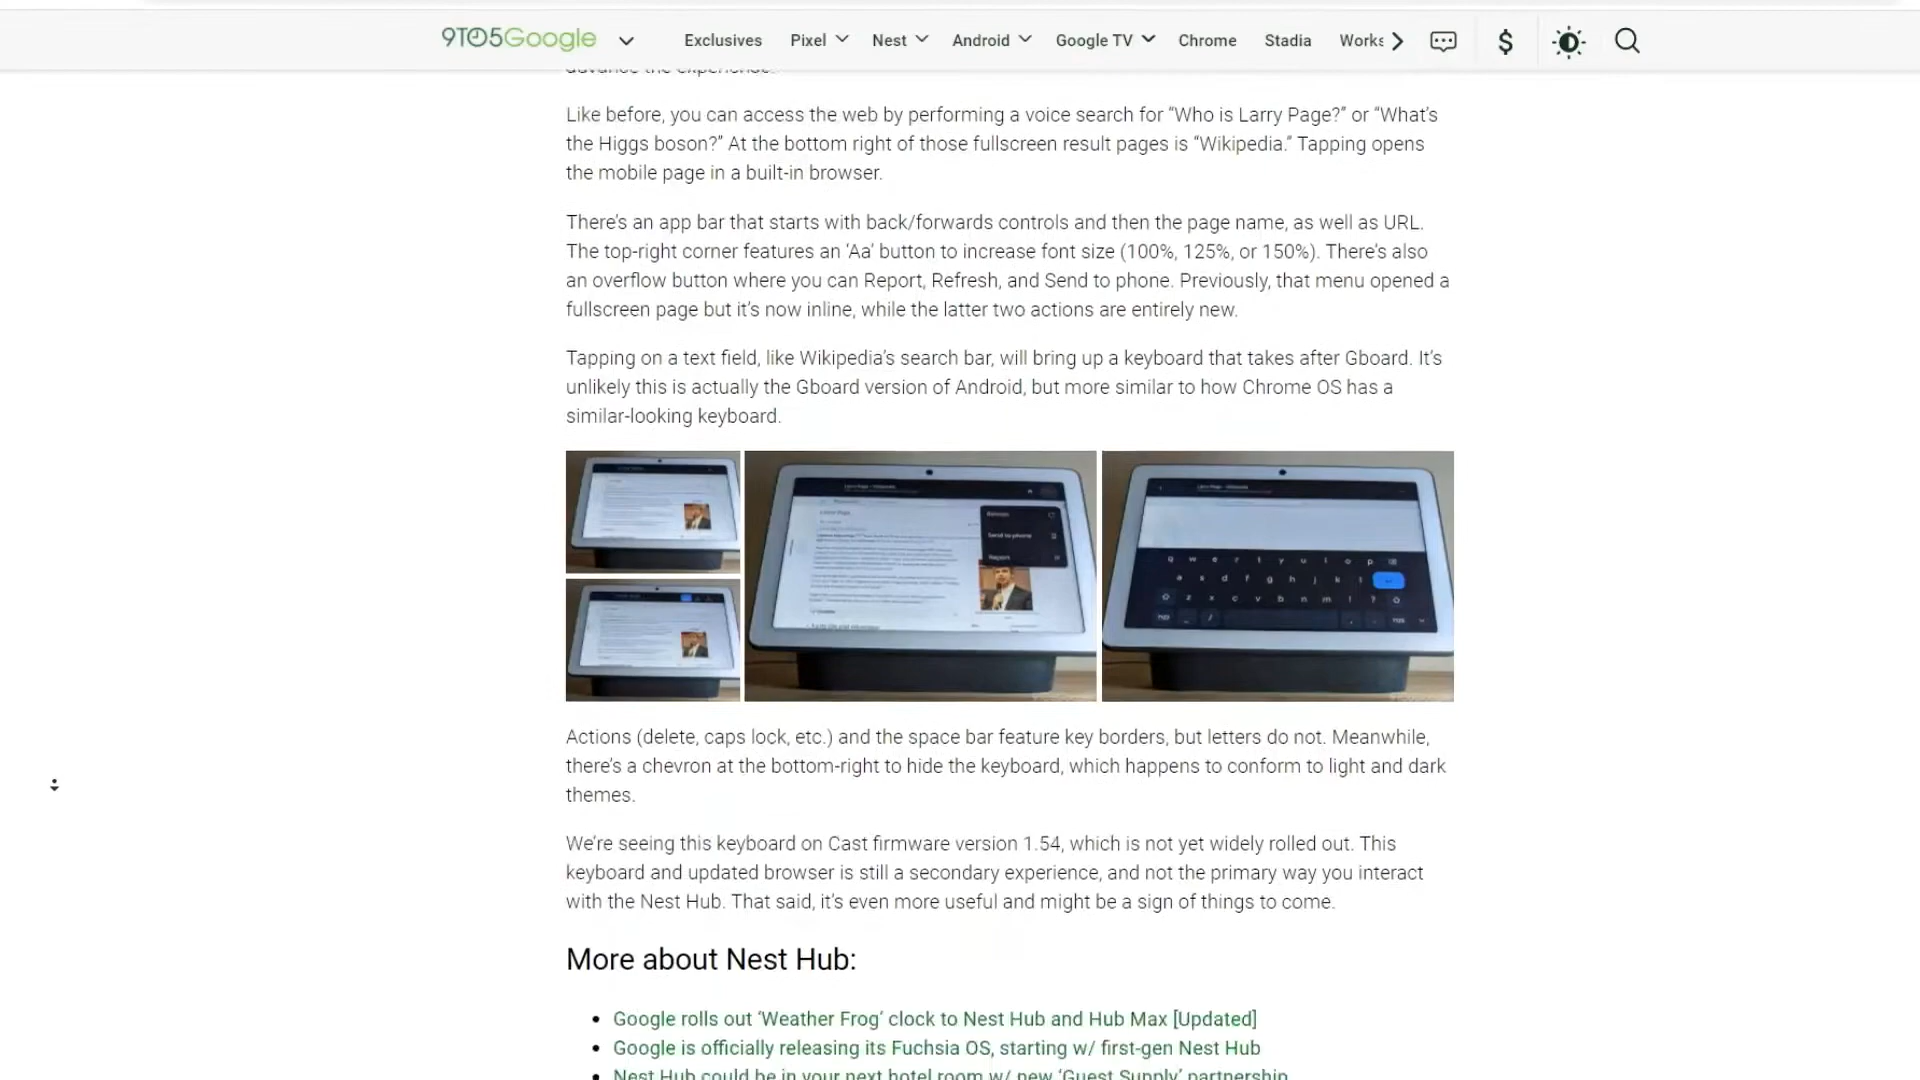 9TO5Google
Exclusives Pixel Nest Android Google TV Chrome Stadia Works
advance the experience.
Like before, you can access the web by performing a voice search for “Who is Larry Page?” or “What’s
the Higgs boson?” At the bottom right of those fullscreen result pages is “Wikipedia.” Tapping opens
the mobile page in a built-in browser.
There’s an app bar that starts with back/forwards controls and then the page name, as well as URL.
The top-right corner features an ‘Aa’ button to increase font size (100%, 125%, or 150%). There’s also
an overflow button where you can Report, Refresh, and Send to phone. Previously, that menu opened a
fullscreen page but it’s now inline, while the latter two actions are entirely new.
Tapping on a text field, like Wikipedia’s search bar, will bring up a keyboard that takes after Gboard. It’s
unlikely this is actually the Gboard version of Android, but more similar to how Chrome OS has a
similar-looking keyboard.
Send to phone
q w e r t y u i o p
a s d f g h j k l
z x c v b n m ! ?
Actions (delete, caps lock, etc.) and the space bar feature key borders, but letters do not. Meanwhile,
there’s a chevron at the bottom-right to hide the keyboard, which happens to conform to light and dark
themes.
We’re seeing this keyboard on Cast firmware version 1.54, which is not yet widely rolled out. This
keyboard and updated browser is still a secondary experience, and not the primary way you interact
with the Nest Hub. That said, it’s even more useful and might be a sign of things to come.
More about Nest Hub:
Google rolls out ‘Weather Frog’ clock to Nest Hub and Hub Max [Updated]
Google is officially releasing its Fuchsia OS, starting w/ first-gen Nest Hub
Nest Hub could be in your next hotel room w/ new ‘Guest Supply’ partnership